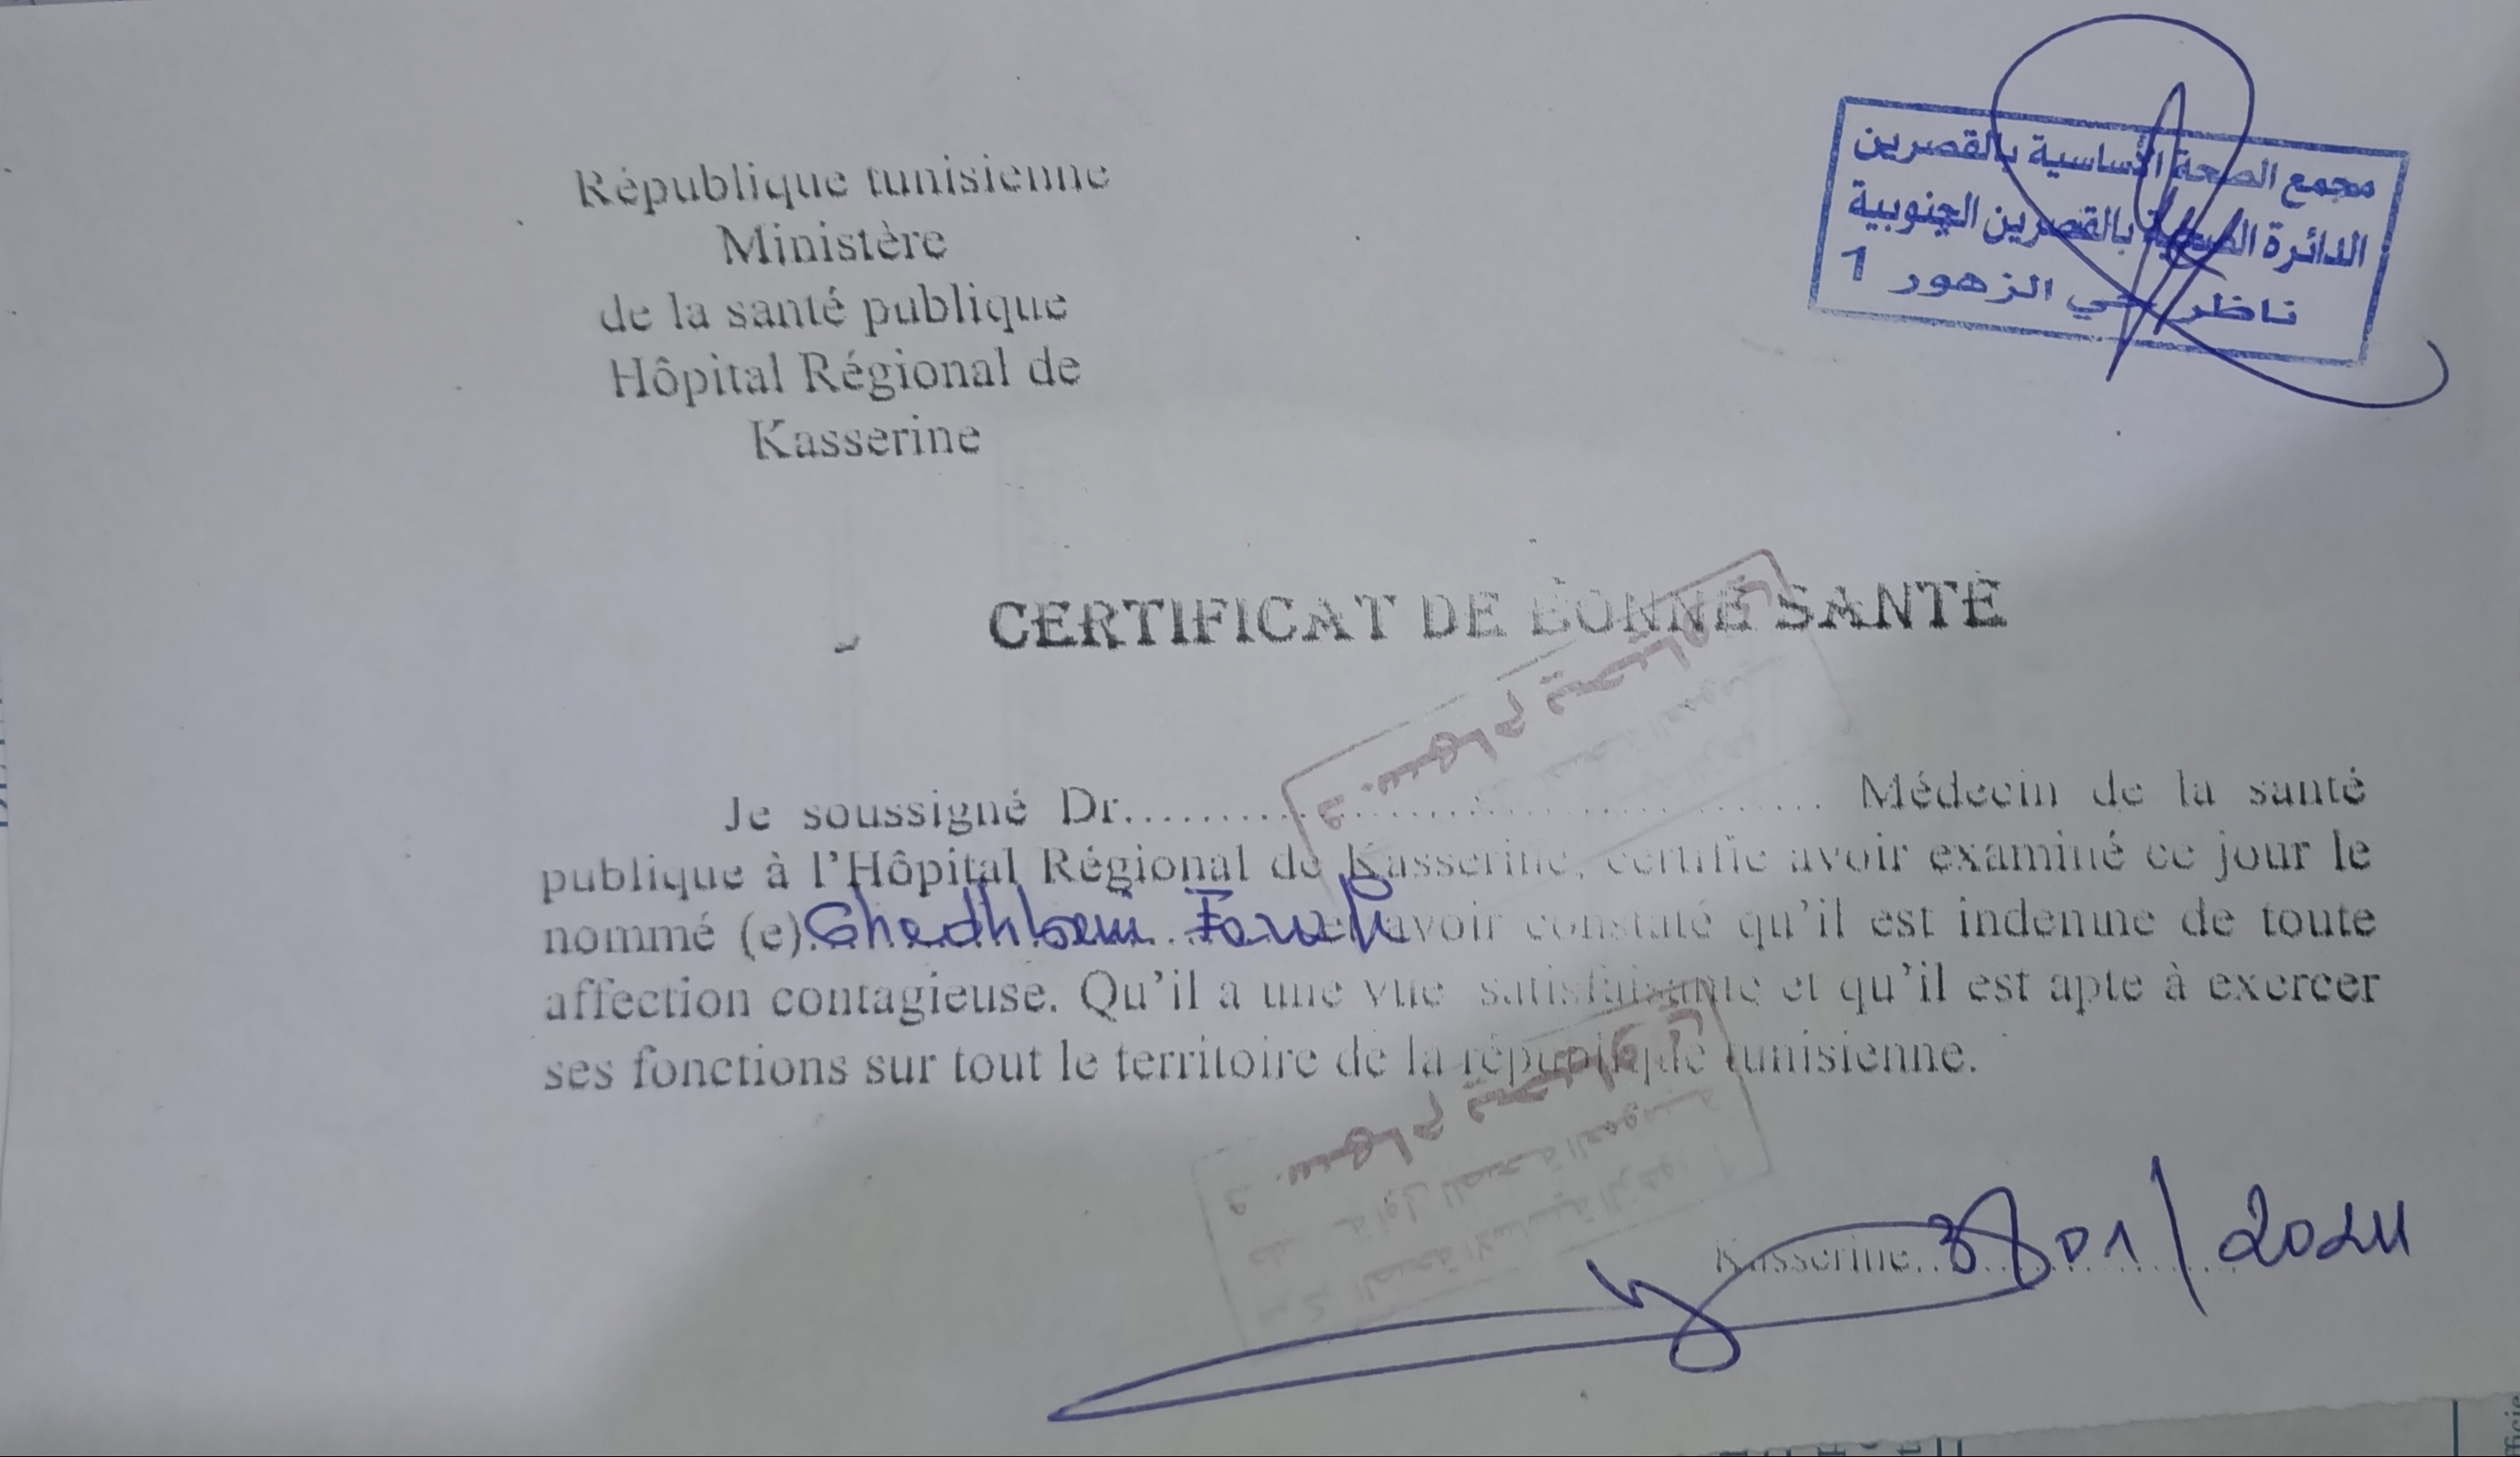 République tunisienne
Ministère
de la santé publique
Hôpital Régional de
Kasserine
مجمع الصحة الأساسية بالقصرين
الدائرة الصحية بالقصرين الجنوبية
ناظر حي الزهور 1
CERTIFICAT DE BONNE SANTÉ
Je soussigné Dr........................................ Médecin de la santé
publique à l'Hôpital Régional de Kasserine, certifie avoir examiné ce jour le
nommé (e). et avoir constaté qu'il est indemne de toute
affection contagieuse. Qu'il a une vue satisfaisante et qu'il est apte à exercer
ses fonctions sur tout le territoire de la république tunisienne.
Kasserine, 01/2024